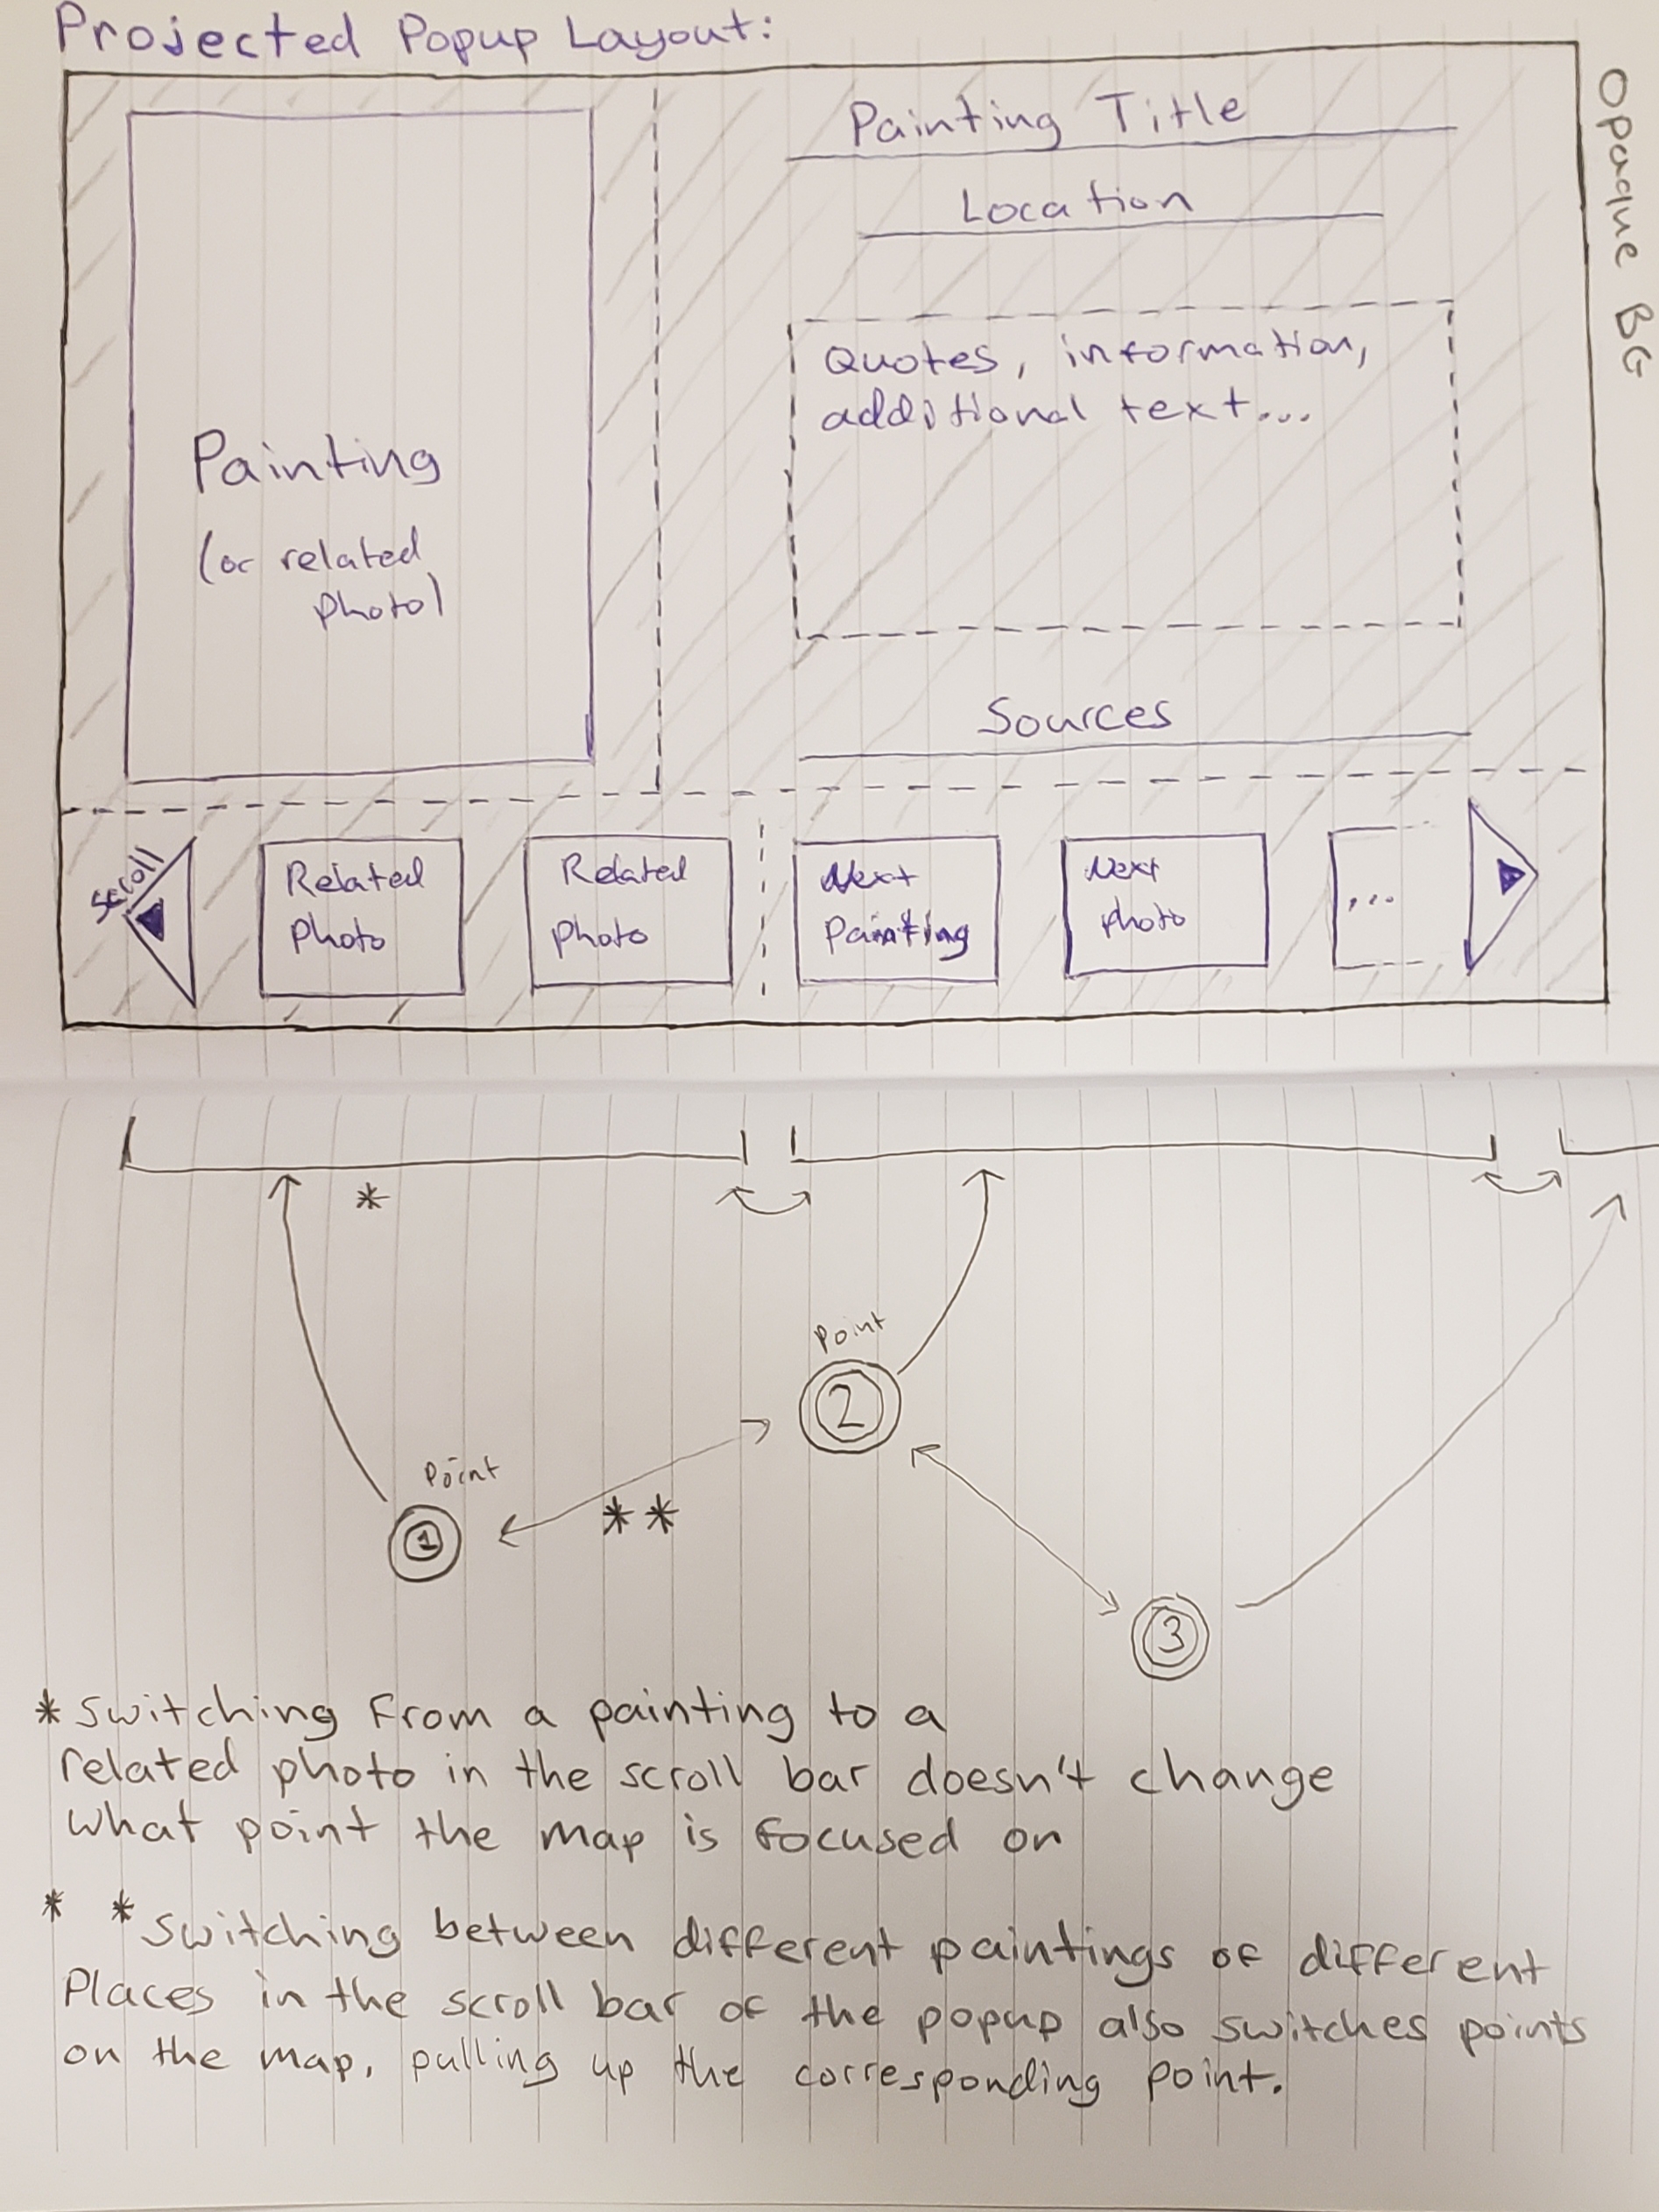 Projected Popup Layout:
Opaque BG
Painting Title
Location
Quotes, information,
additional text...
Painting
(or related
photo)
Sources
Scroll
Related
Photo
Related
photo
Next
Painting
Next
photo
...
*
Point
2
Point
1
**
3
* Switching from a painting to a
related photo in the scroll bar doesn't change
what point the map is focused on
* * Switching between different paintings of different
Places in the scroll bar of the popup also switches points
on the map, pulling up the corresponding point.